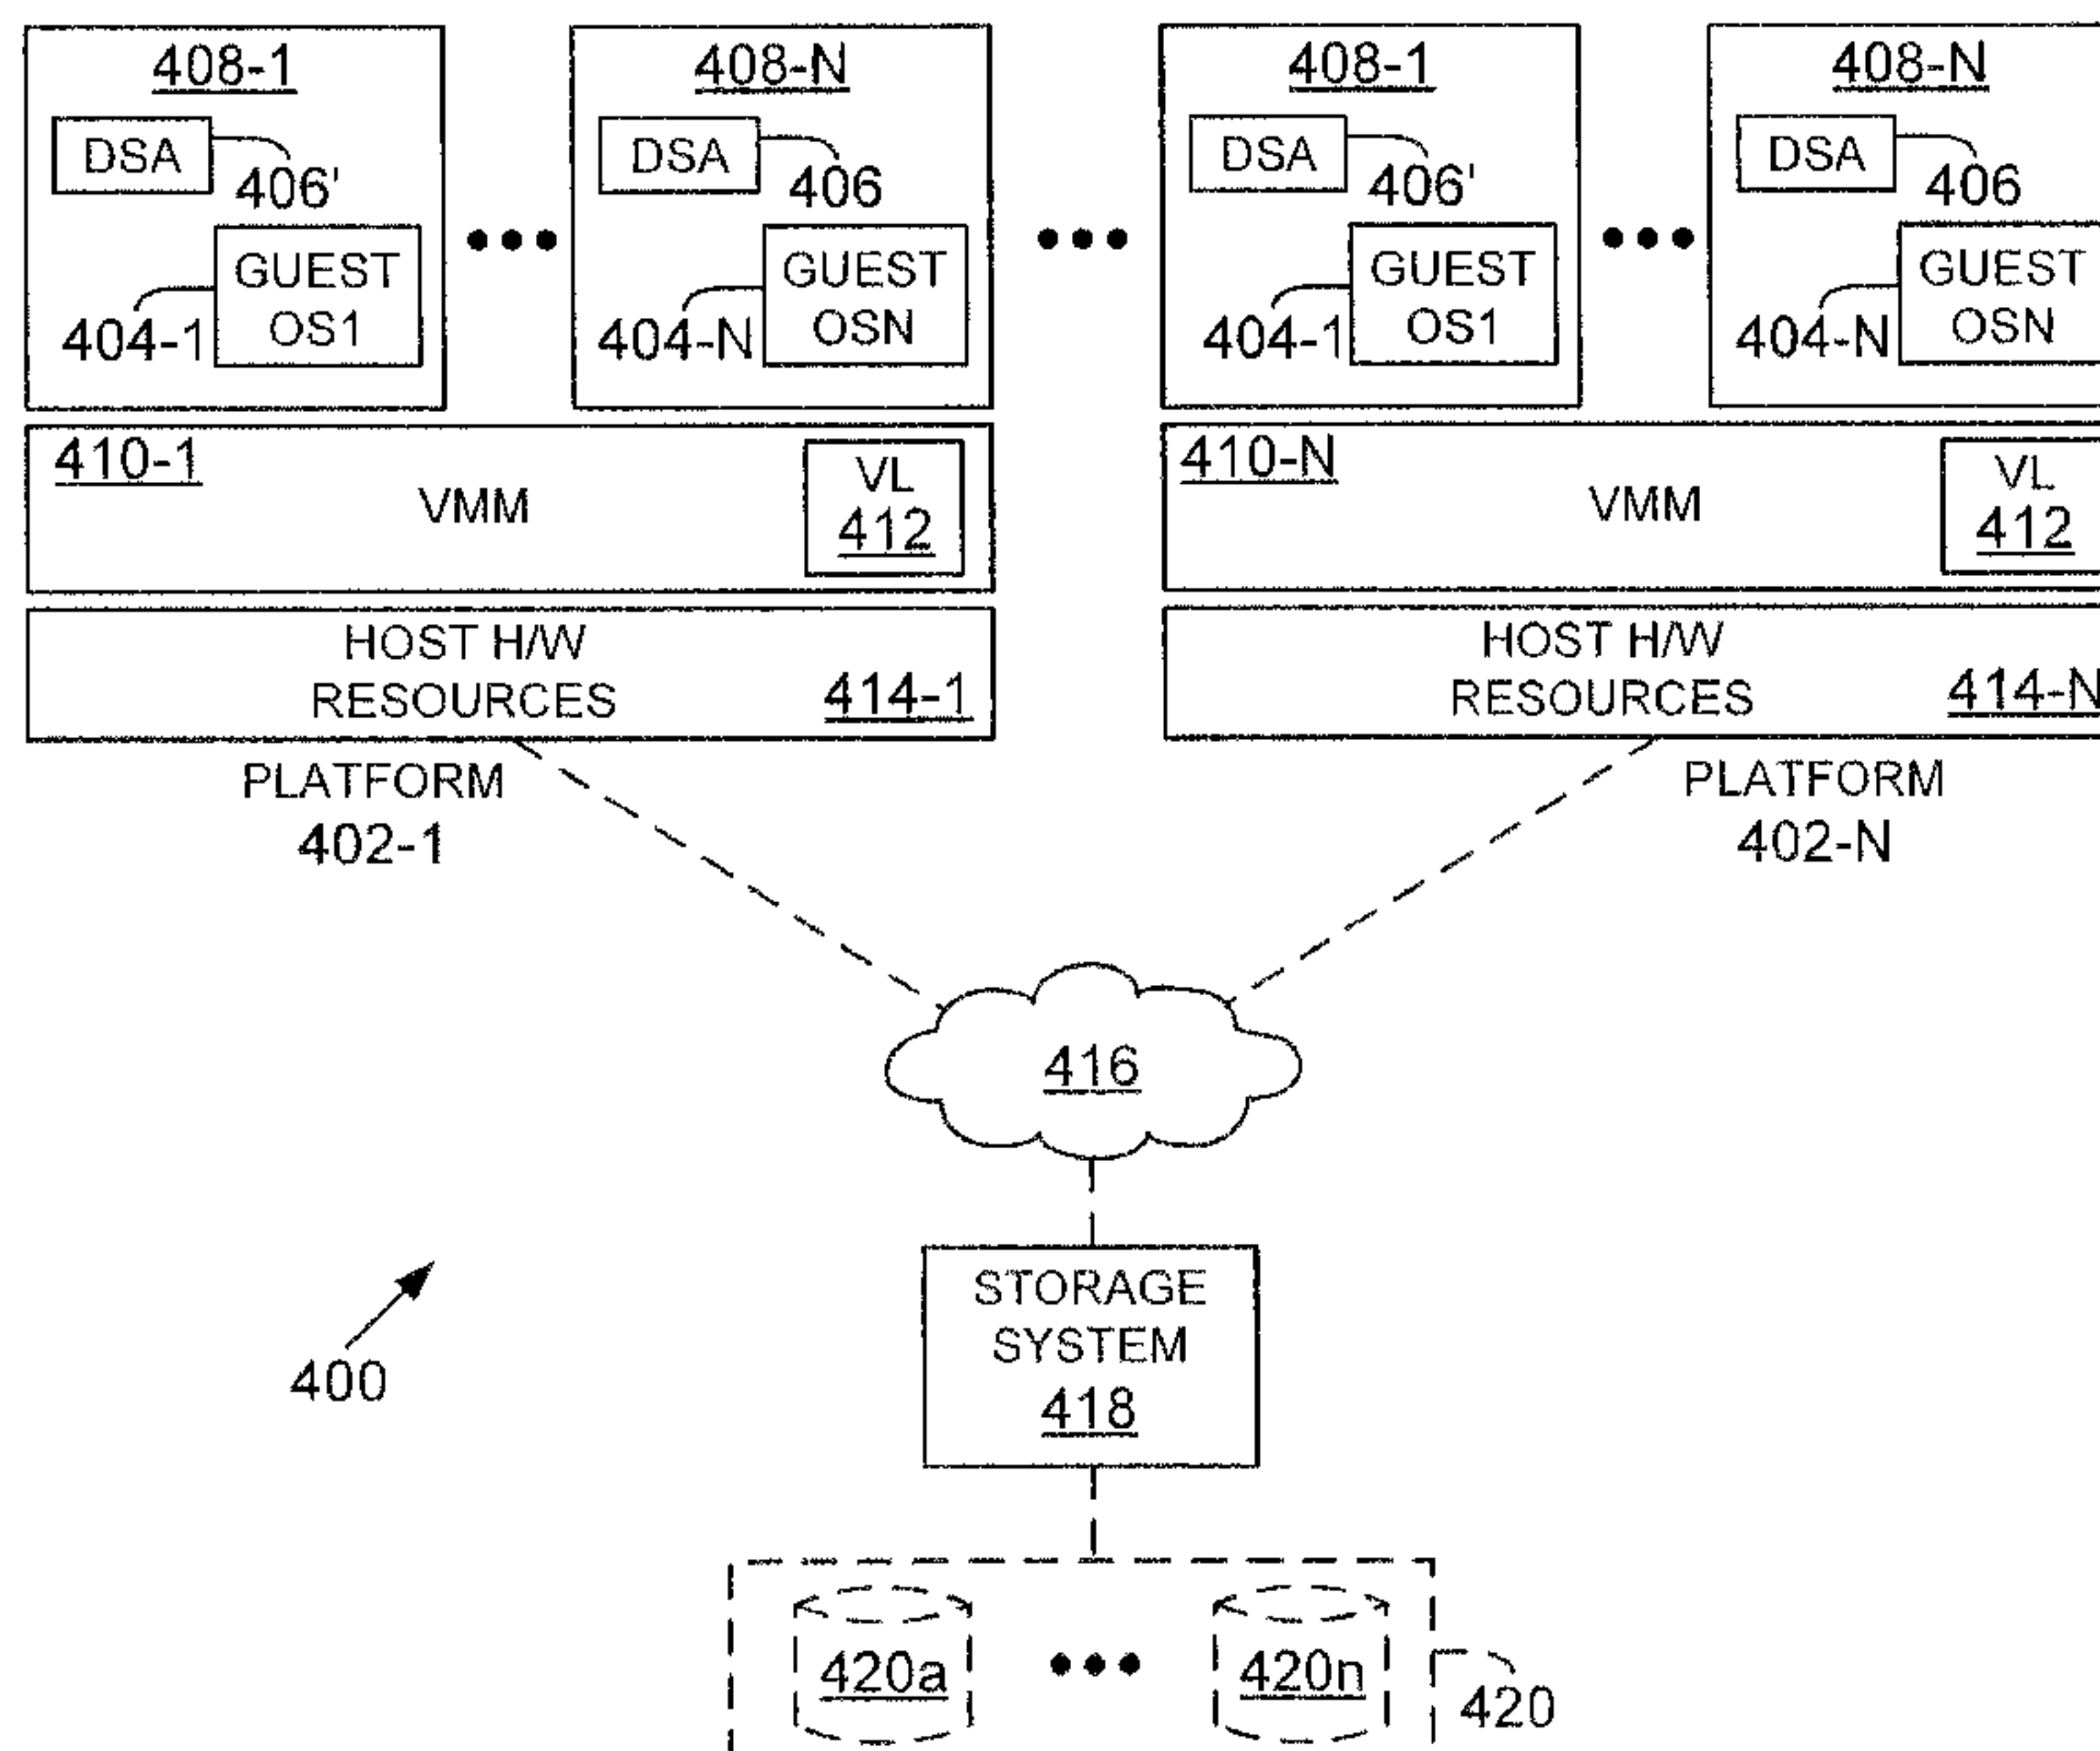 408-1
408-N
408-1
408-N
DSA
DSA
DSA
DSA
406'
406
406'
406
GUEST
OS1
GUEST
OSN
GUEST
OS1
GUEST
OSN
404-1
404-N
404-1
404-N
410-1
VMM
VL
412
410-N
VMM
VL
412
HOST H/W
RESOURCES
414-1
HOST H/W
RESOURCES
414-N
PLATFORM
402-1
PLATFORM
402-N
416
STORAGE
SYSTEM
418
400
420a
420n
420